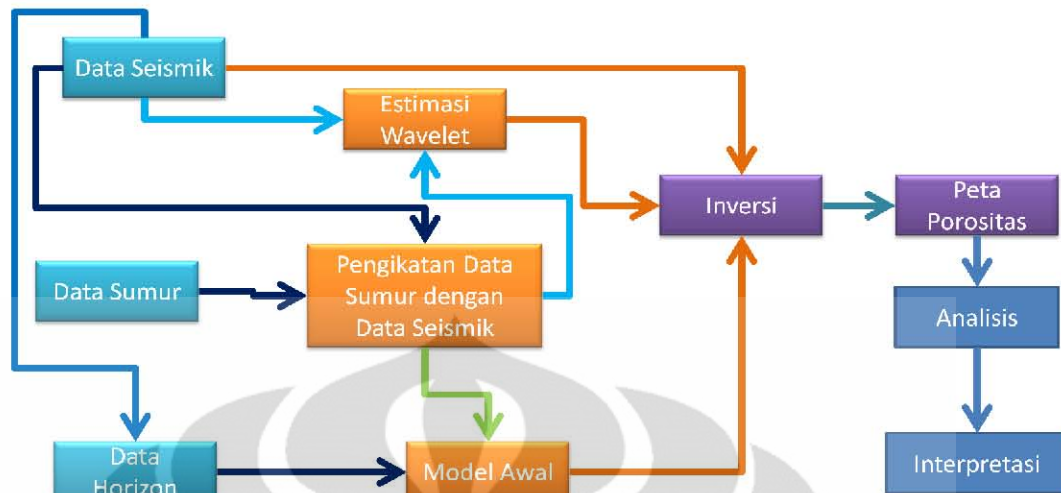 Data Seismik
Estimasi
Wavelet
Inversi
Peta
Porositas
Data Sumur
Pengikatan Data
Sumur dengan
Data Seismik
Analisis
Data
Horizon
Model Awal
Interpretasi